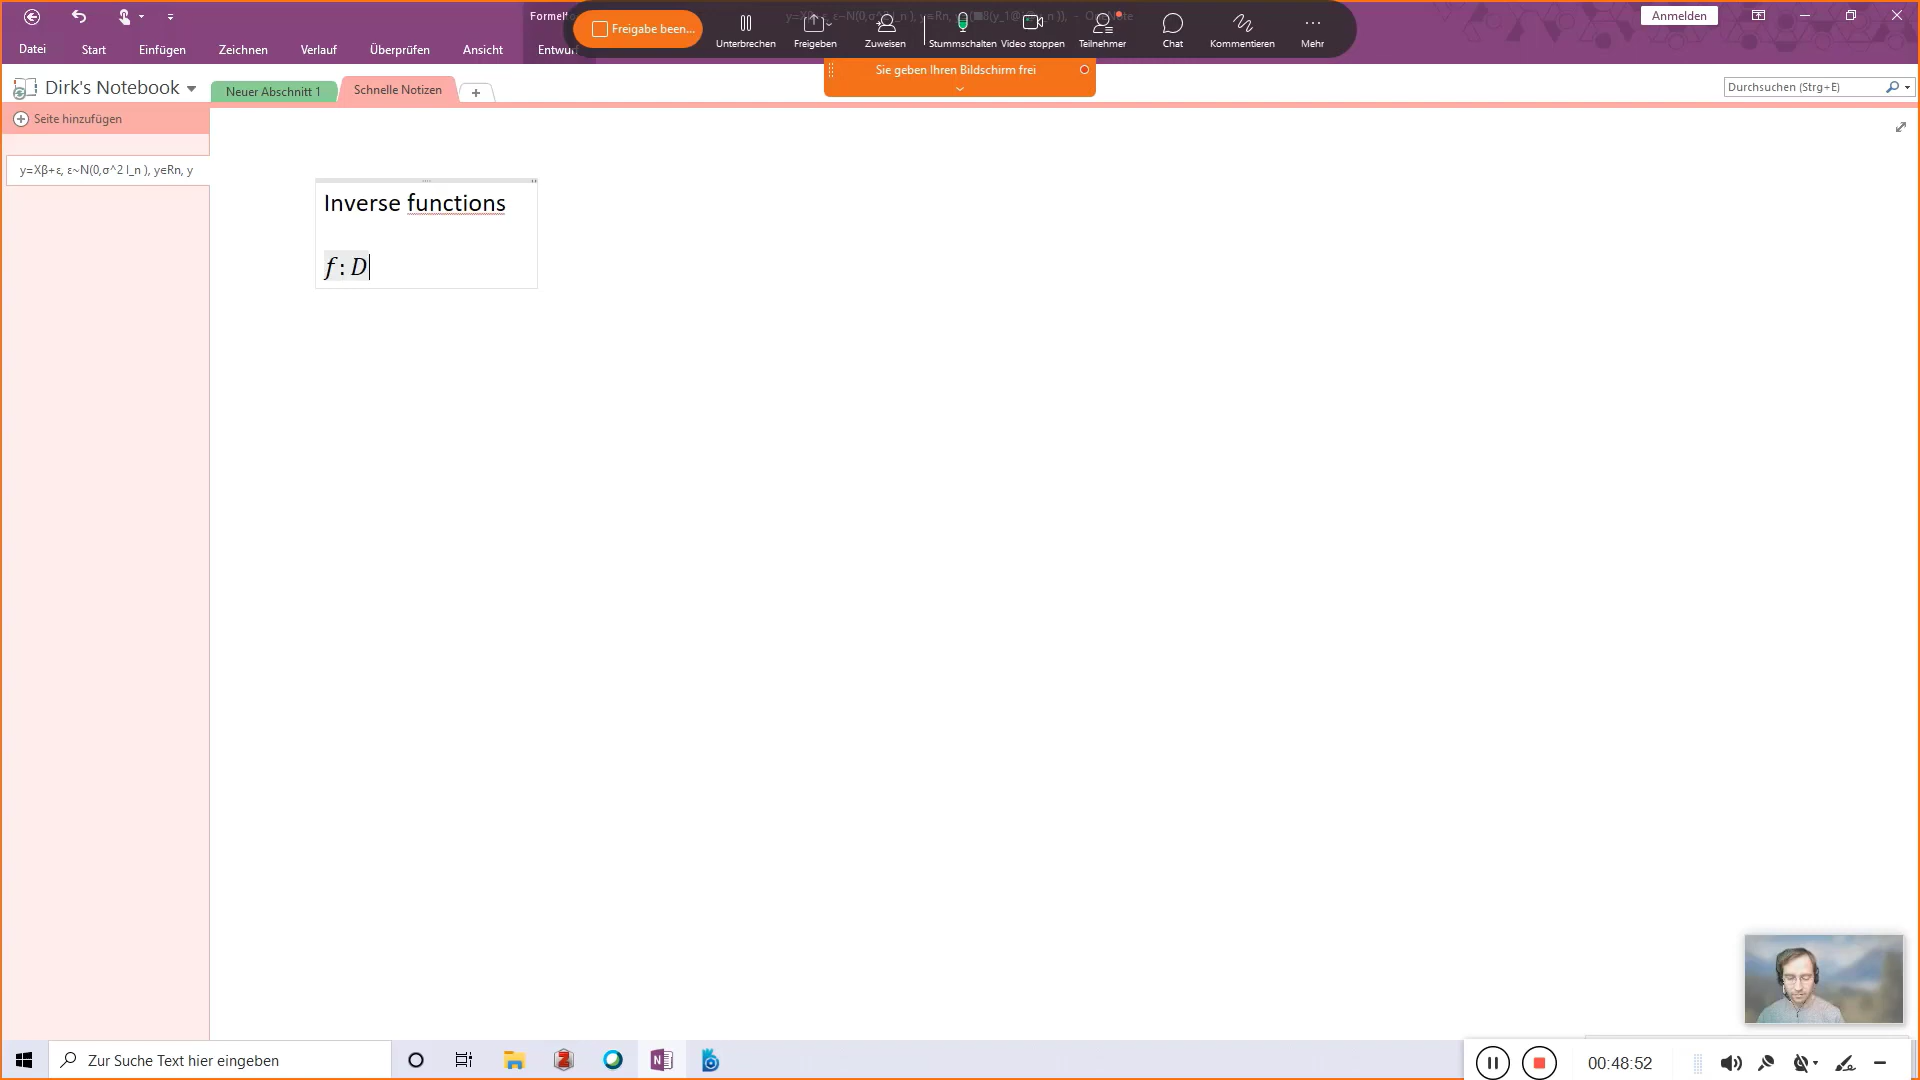 Formelt
Anmelden
Datei
Start
Einfügen
Zeichnen
Verlauf
Überprüfen
Ansicht
Entwur
Freigabe been...
Unterbrechen
Freigeben
Zuweisen
Stummschalten
Video stoppen
Teilnehmer
Chat
Kommentieren
Mehr
Sie geben Ihren Bildschirm frei
Dirk's Notebook
Neuer Abschnitt 1
Schnelle Notizen
Durchsuchen (Strg+E)
Seite hinzufügen
y=Xβ+ε, ε~N(0,σ^2 I_n ), y∈Rn, y
Inverse functions
f: D
Zur Suche Text hier eingeben
00:48:52